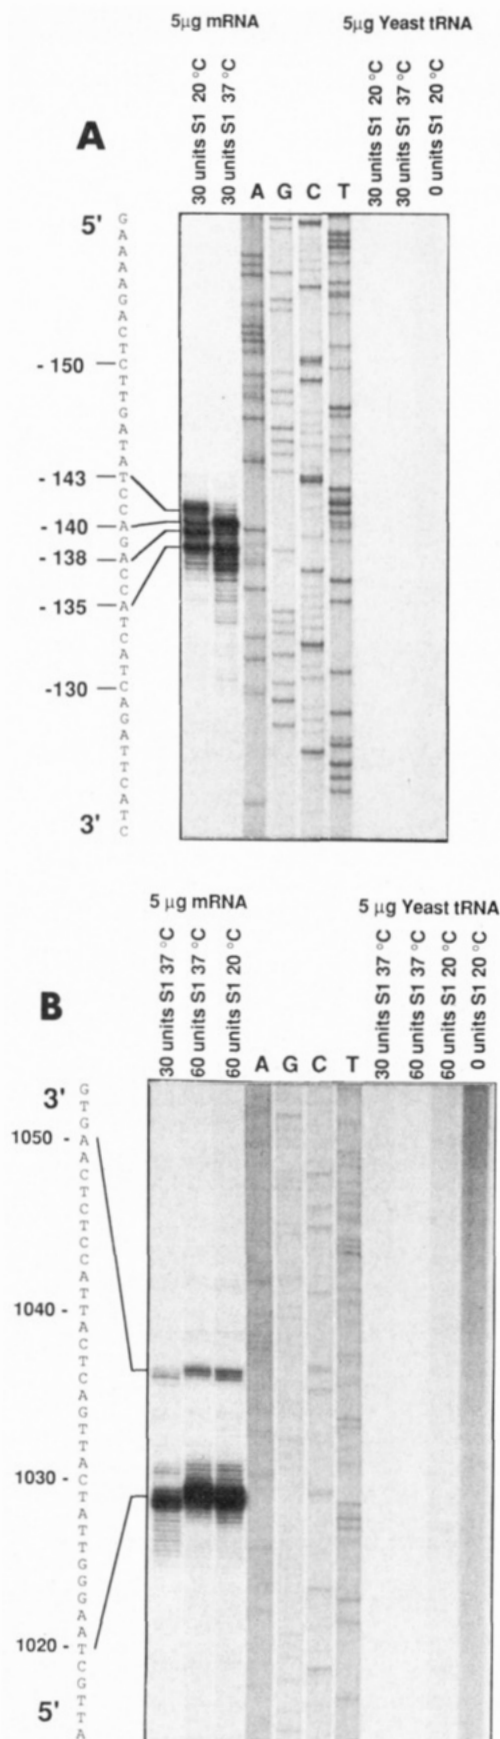 5µg mRNA
5µg Yeast tRNA
A
30 units S1 20 °C
30 units S1 37 °C
A G C T
30 units S1 20 °C
30 units S1 37 °C
0 units S1 20 °C
5'
GAAAAGACTCTTGATATCCAGACCATCATCAGATTCATC
- 150
- 143
- 140
- 138
- 135
-130
3'
5 µg mRNA
5 µg Yeast tRNA
B
30 units S1 37 °C
60 units S1 37 °C
60 units S1 20 °C
A G C T
30 units S1 37 °C
60 units S1 37 °C
60 units S1 20 °C
0 units S1 20 °C
3'
GTGAACTCTCCATTACTCAGTTACTATTGGGAATCGTTA
1050 -
1040 -
1030 -
1020 -
5'